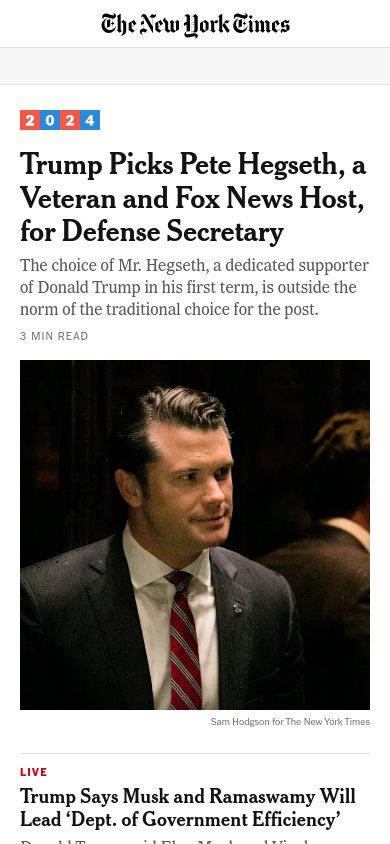 The New York Times
2024
Trump Picks Pete Hegseth, a
Veteran and Fox News Host,
for Defense Secretary
The choice of Mr. Hegseth, a dedicated supporter
of Donald Trump in his first term, is outside the
norm of the traditional choice for the post.
3 MIN READ
Sam Hodgson for The New York Times
LIVE
Trump Says Musk and Ramaswamy Will
Lead ‘Dept. of Government Efficiency’